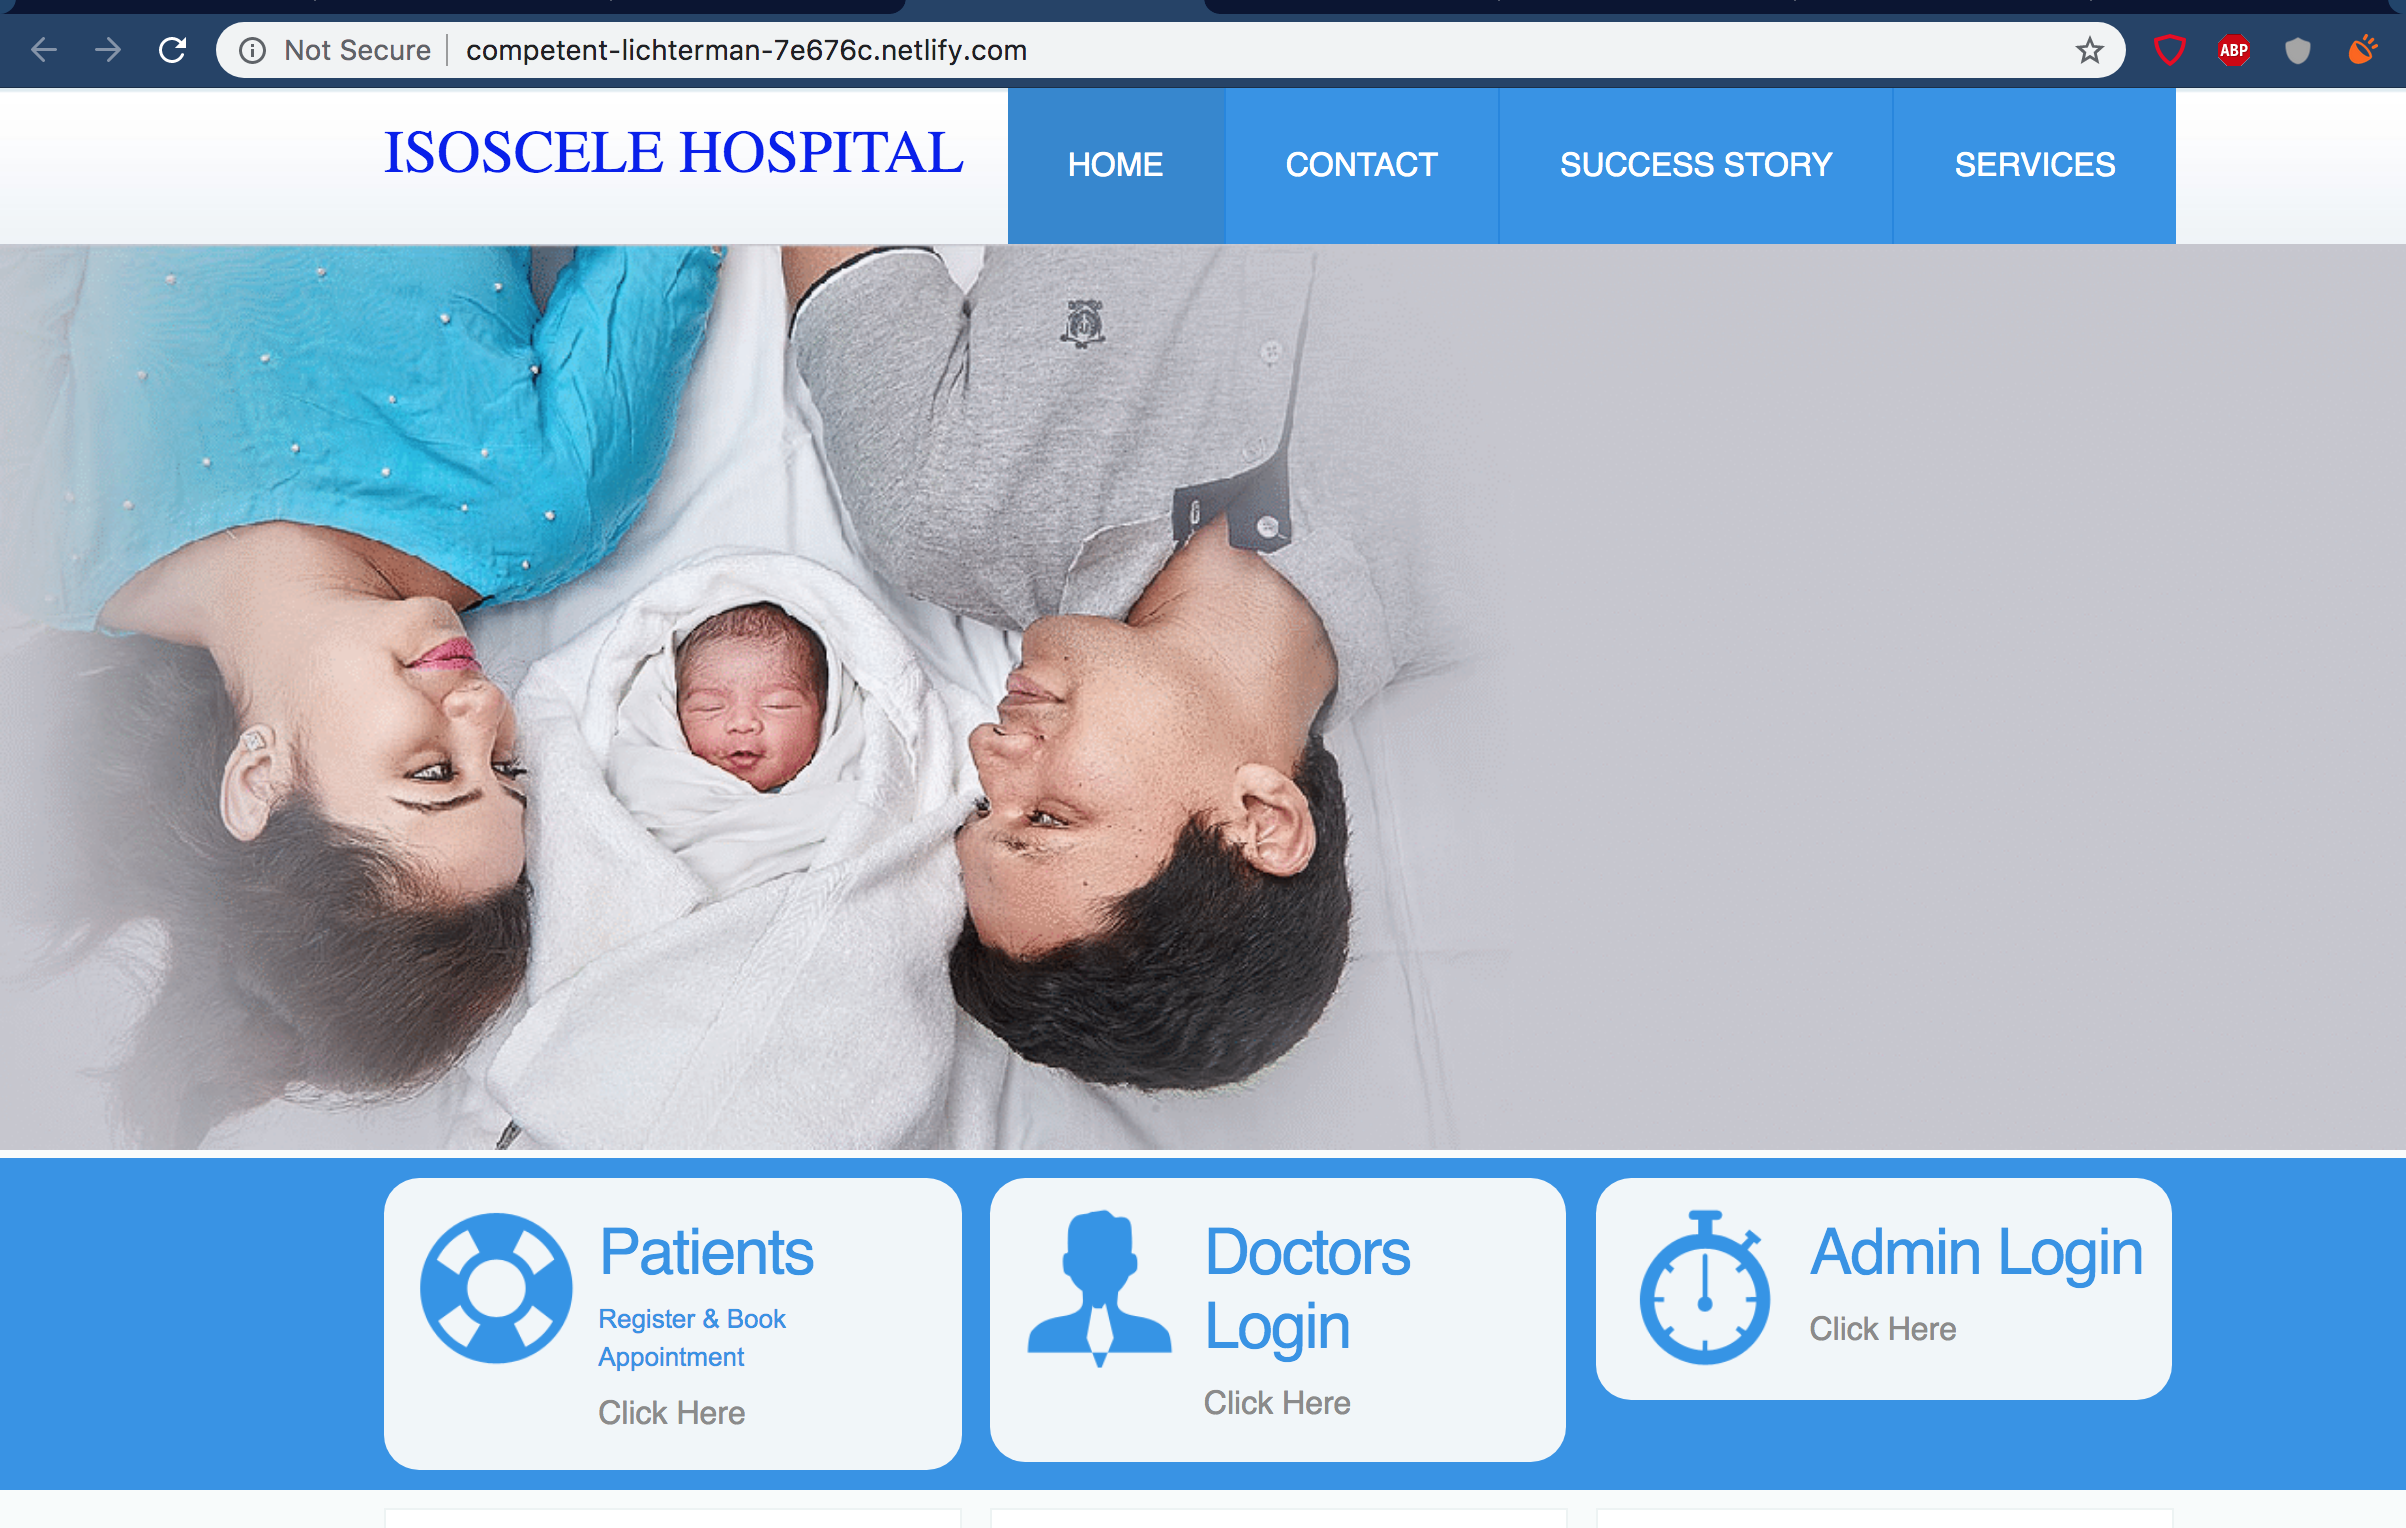 Not Secure | competent-lichterman-7e676c.netlify.com
ABP
ISOSCELE HOSPITAL
HOME
CONTACT
SUCCESS STORY
SERVICES
Patients
Register & Book
Appointment
Click Here
Doctors
Login
Click Here
Admin Login
Click Here